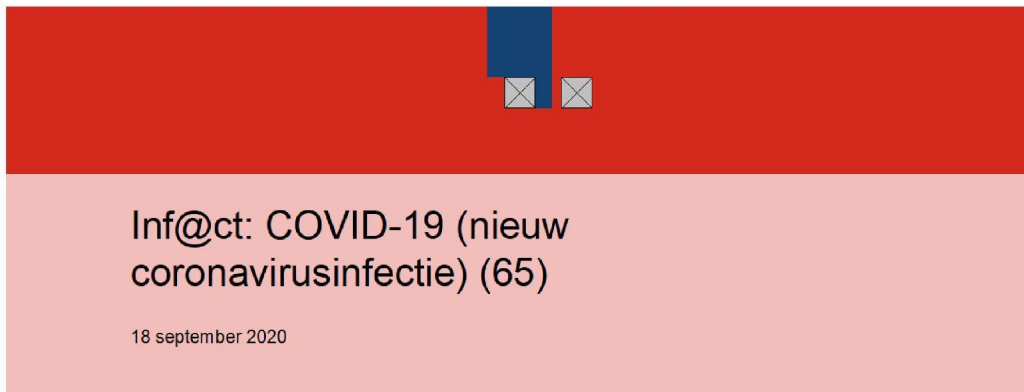 Inf@ct: COVID-19 (nieuw
coronavirusinfectie) (65)
18 september 2020